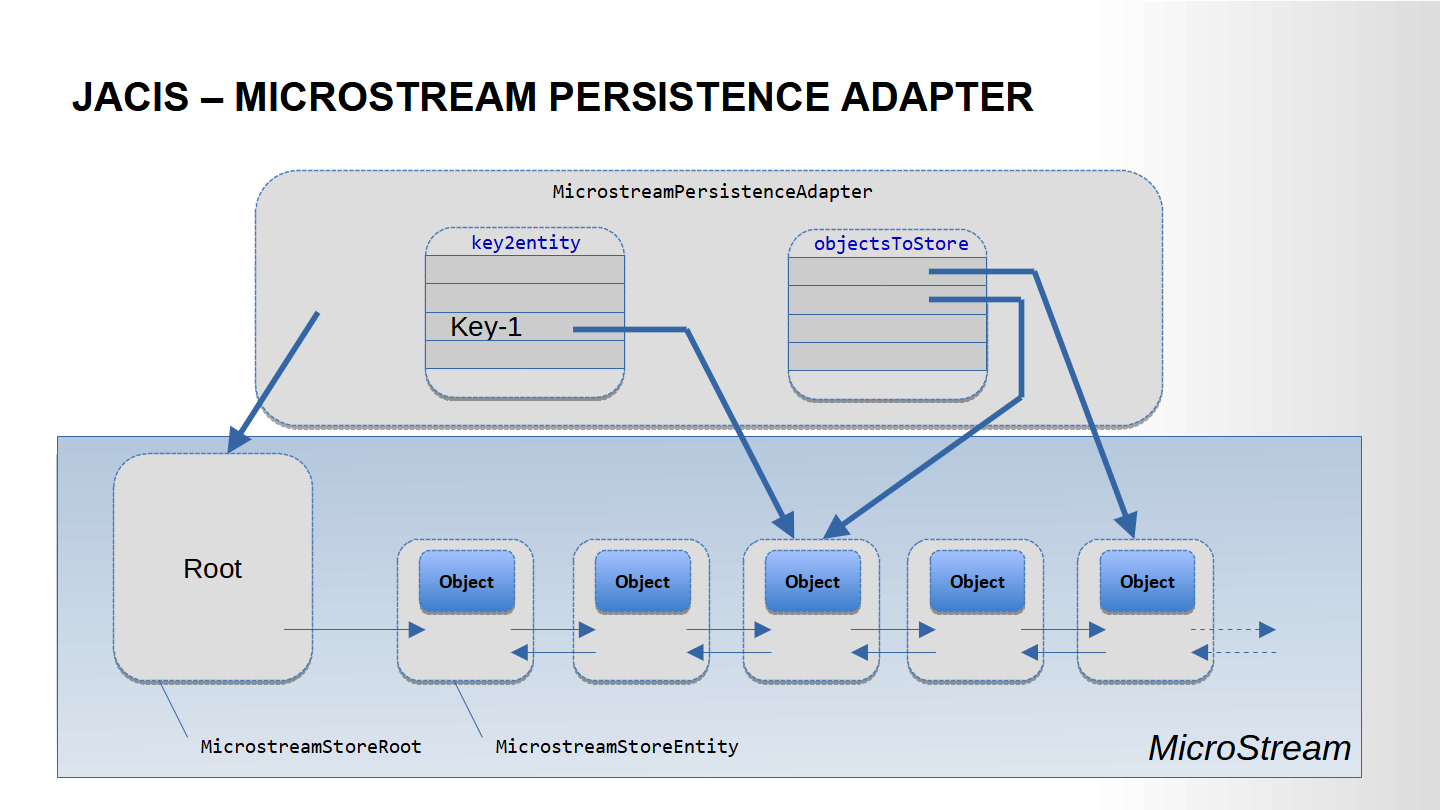 JACIS – MICROSTREAM PERSISTENCE ADAPTER
MicrostreamPersistenceAdapter
key2entity
objectsToStore
Key-1
Root
Object
Object
Object
Object
Object
MicrostreamStoreRoot
MicrostreamStoreEntity
MicroStream